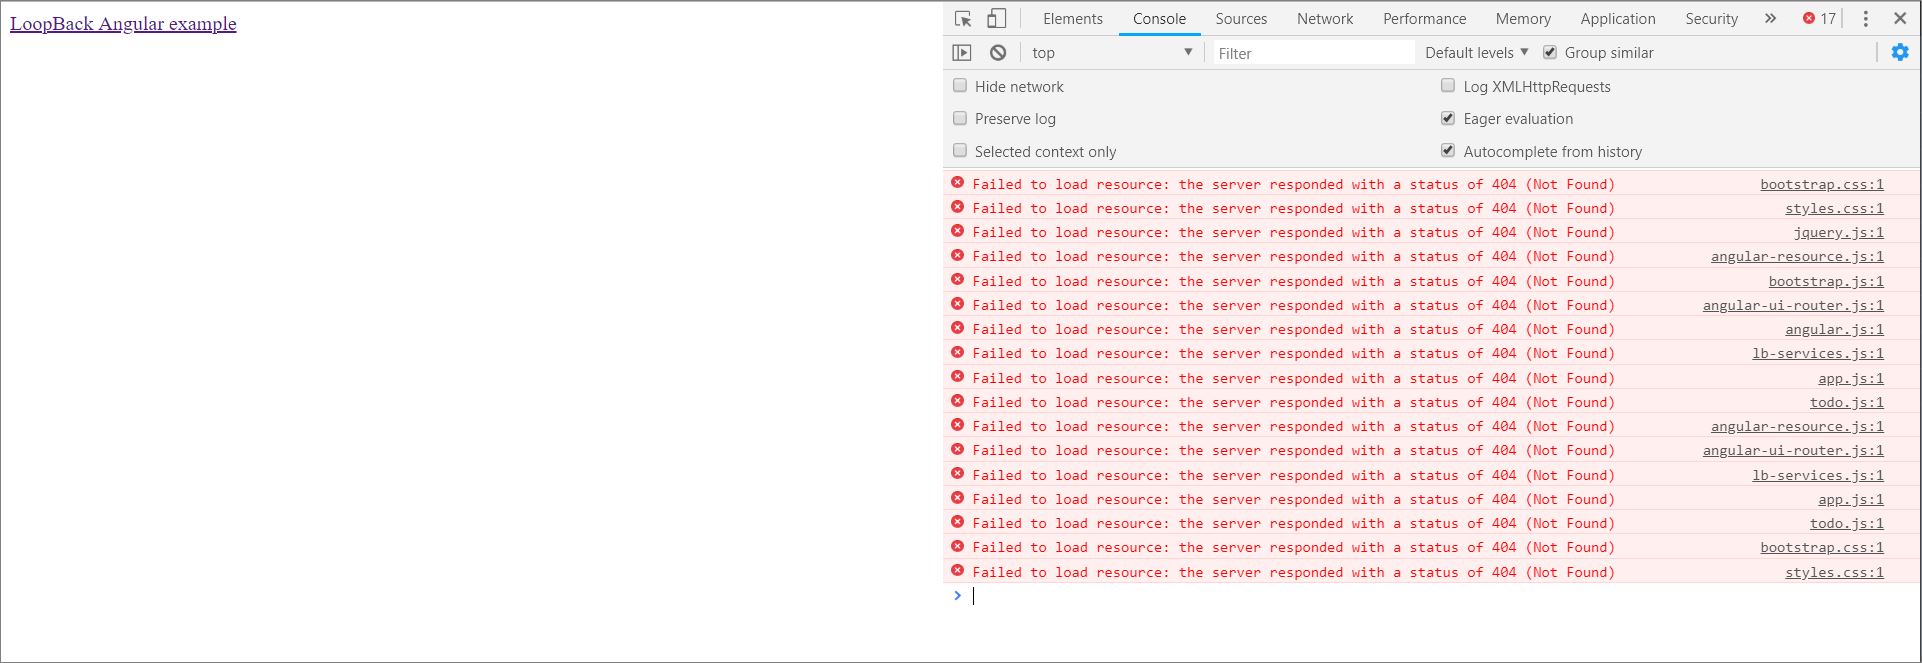 LoopBack Angular example
Elements Console Sources Network Performance Memory Application Security » 17
top ▼ Filter Default levels ▼ Group similar
Hide network Log XMLHttpRequests
Preserve log Eager evaluation
Selected context only Autocomplete from history
Failed to load resource: the server responded with a status of 404 (Not Found) bootstrap.css:1
Failed to load resource: the server responded with a status of 404 (Not Found) styles.css:1
Failed to load resource: the server responded with a status of 404 (Not Found) jquery.js:1
Failed to load resource: the server responded with a status of 404 (Not Found) angular-resource.js:1
Failed to load resource: the server responded with a status of 404 (Not Found) bootstrap.js:1
Failed to load resource: the server responded with a status of 404 (Not Found) angular-ui-router.js:1
Failed to load resource: the server responded with a status of 404 (Not Found) angular.js:1
Failed to load resource: the server responded with a status of 404 (Not Found) lb-services.js:1
Failed to load resource: the server responded with a status of 404 (Not Found) app.js:1
Failed to load resource: the server responded with a status of 404 (Not Found) todo.js:1
Failed to load resource: the server responded with a status of 404 (Not Found) angular-resource.js:1
Failed to load resource: the server responded with a status of 404 (Not Found) angular-ui-router.js:1
Failed to load resource: the server responded with a status of 404 (Not Found) lb-services.js:1
Failed to load resource: the server responded with a status of 404 (Not Found) app.js:1
Failed to load resource: the server responded with a status of 404 (Not Found) todo.js:1
Failed to load resource: the server responded with a status of 404 (Not Found) bootstrap.css:1
Failed to load resource: the server responded with a status of 404 (Not Found) styles.css:1